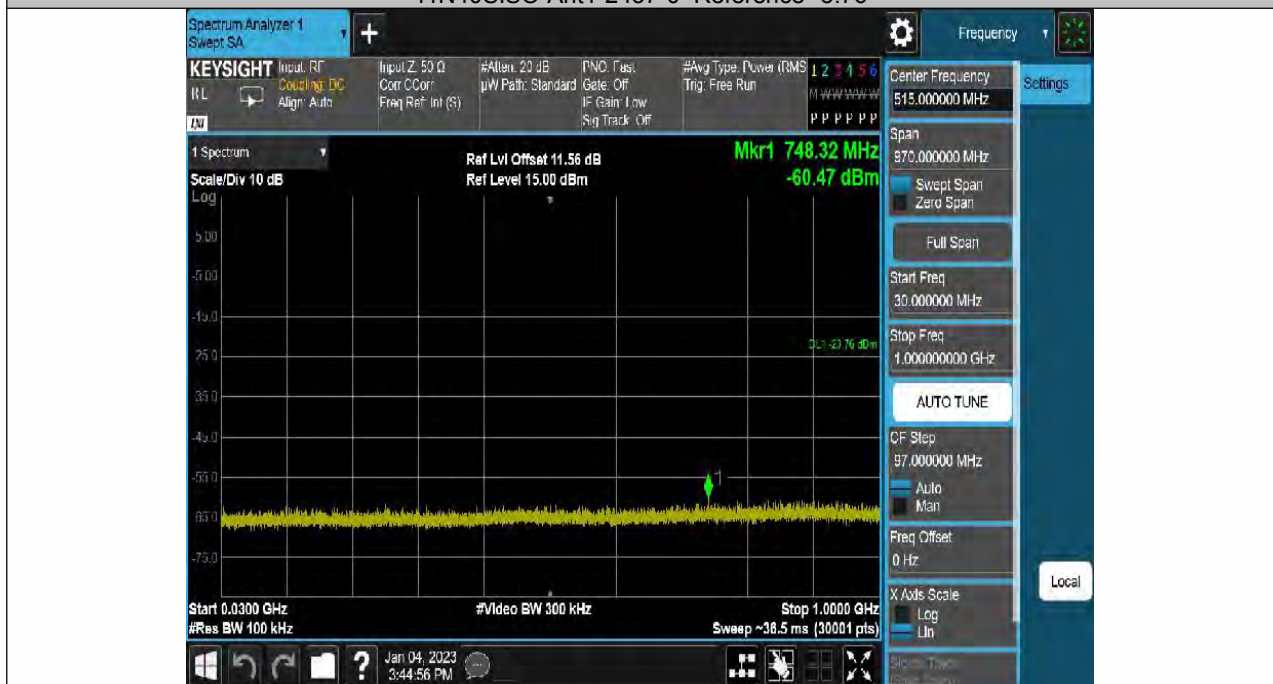 Spectrum Analyzer 1
Swept SA
+
Frequency
KEYSIGHT
RL
Input: RF
Coupling: DC
Align: Auto
Input Z: 50 Ω
Corr CCorr
Freq Ref: Int (S)
#Atten: 20 dB
µW Path: Standard
PNO: Fast
Gate: Off
IF Gain: Low
Sig Track: Off
#Avg Type: Power (RMS
Trig: Free Run
1 2 3 4 5 6
M W W W W W
P P P P P P
1 Spectrum
Scale/Div 10 dB
Log
Ref Lvl Offset 11.56 dB
Ref Level 15.00 dBm
Mkr1 748.32 MHz
-60.47 dBm
5.00
-5.00
-15.0
-25.0
-35.0
-45.0
-55.0
-65.0
-75.0
1
Start 0.0300 GHz
#Res BW 100 kHz
#Video BW 300 kHz
Stop 1.0000 GHz
Sweep ~36.5 ms (30001 pts)
Center Frequency
515.000000 MHz
Settings
Span
970.000000 MHz
Swept Span
Zero Span
Full Span
Start Freq
30.000000 MHz
Stop Freq
1.000000000 GHz
AUTO TUNE
CF Step
97.000000 MHz
Auto
Man
Freq Offset
0 Hz
X Axis Scale
Log
Lin
Local
?
Jan 04, 2023
3:44:56 PM